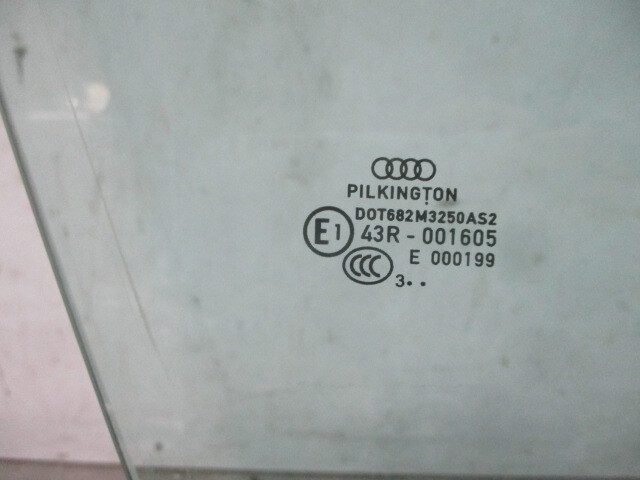 PILKINGTON
DOT682M3250AS2
E1 43R - 001605
E 000199
CCC
3..